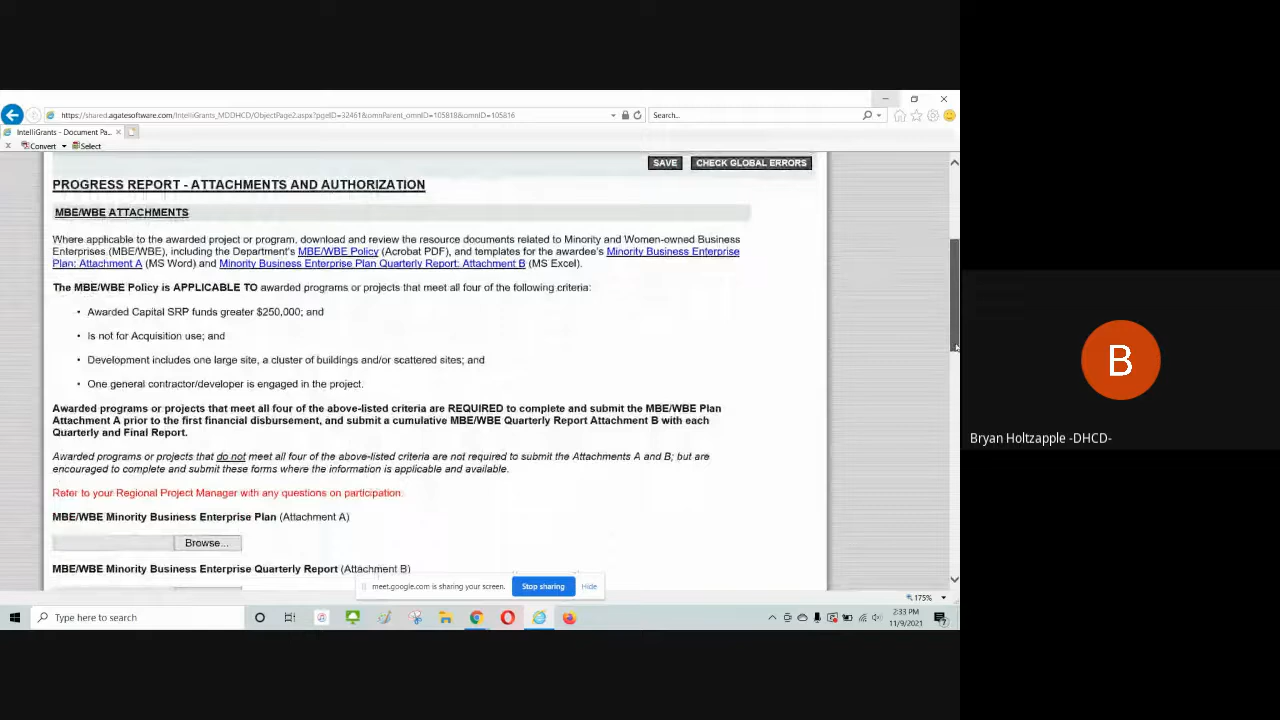 https://shared.agatesoftware.com/IntelliGrants_MDDHCD/ObjectPage2.aspx?pgeID=32461&omnParent_omnID=105818&omnID=105816
Search...
IntelliGrants - Document Pa...
Convert
Select
SAVE
CHECK GLOBAL ERRORS
PROGRESS REPORT - ATTACHMENTS AND AUTHORIZATION
MBE/WBE ATTACHMENTS
Where applicable to the awarded project or program, download and review the resource documents related to Minority and Women-owned Business
Enterprises (MBE/WBE), including the Department's MBE/WBE Policy (Acrobat PDF), and templates for the awardee's Minority Business Enterprise
Plan: Attachment A (MS Word) and Minority Business Enterprise Plan Quarterly Report: Attachment B (MS Excel).
The MBE/WBE Policy is APPLICABLE TO awarded programs or projects that meet all four of the following criteria:
• Awarded Capital SRP funds greater $250,000; and
• Is not for Acquisition use; and
• Development includes one large site, a cluster of buildings and/or scattered sites; and
• One general contractor/developer is engaged in the project.
Awarded programs or projects that meet all four of the above-listed criteria are REQUIRED to complete and submit the MBE/WBE Plan
Attachment A prior to the first financial disbursement, and submit a cumulative MBE/WBE Quarterly Report Attachment B with each
Quarterly and Final Report.
Awarded programs or projects that do not meet all four of the above-listed criteria are not required to submit the Attachments A and B; but are
encouraged to complete and submit these forms where the information is applicable and available.
Refer to your Regional Project Manager with any questions on participation.
MBE/WBE Minority Business Enterprise Plan (Attachment A)
Browse...
MBE/WBE Minority Business Enterprise Quarterly Report (Attachment B)
meet.google.com is sharing your screen.
Stop sharing
Hide
175%
Type here to search
2:33 PM
11/9/2021
B
Bryan Holtzapple -DHCD-